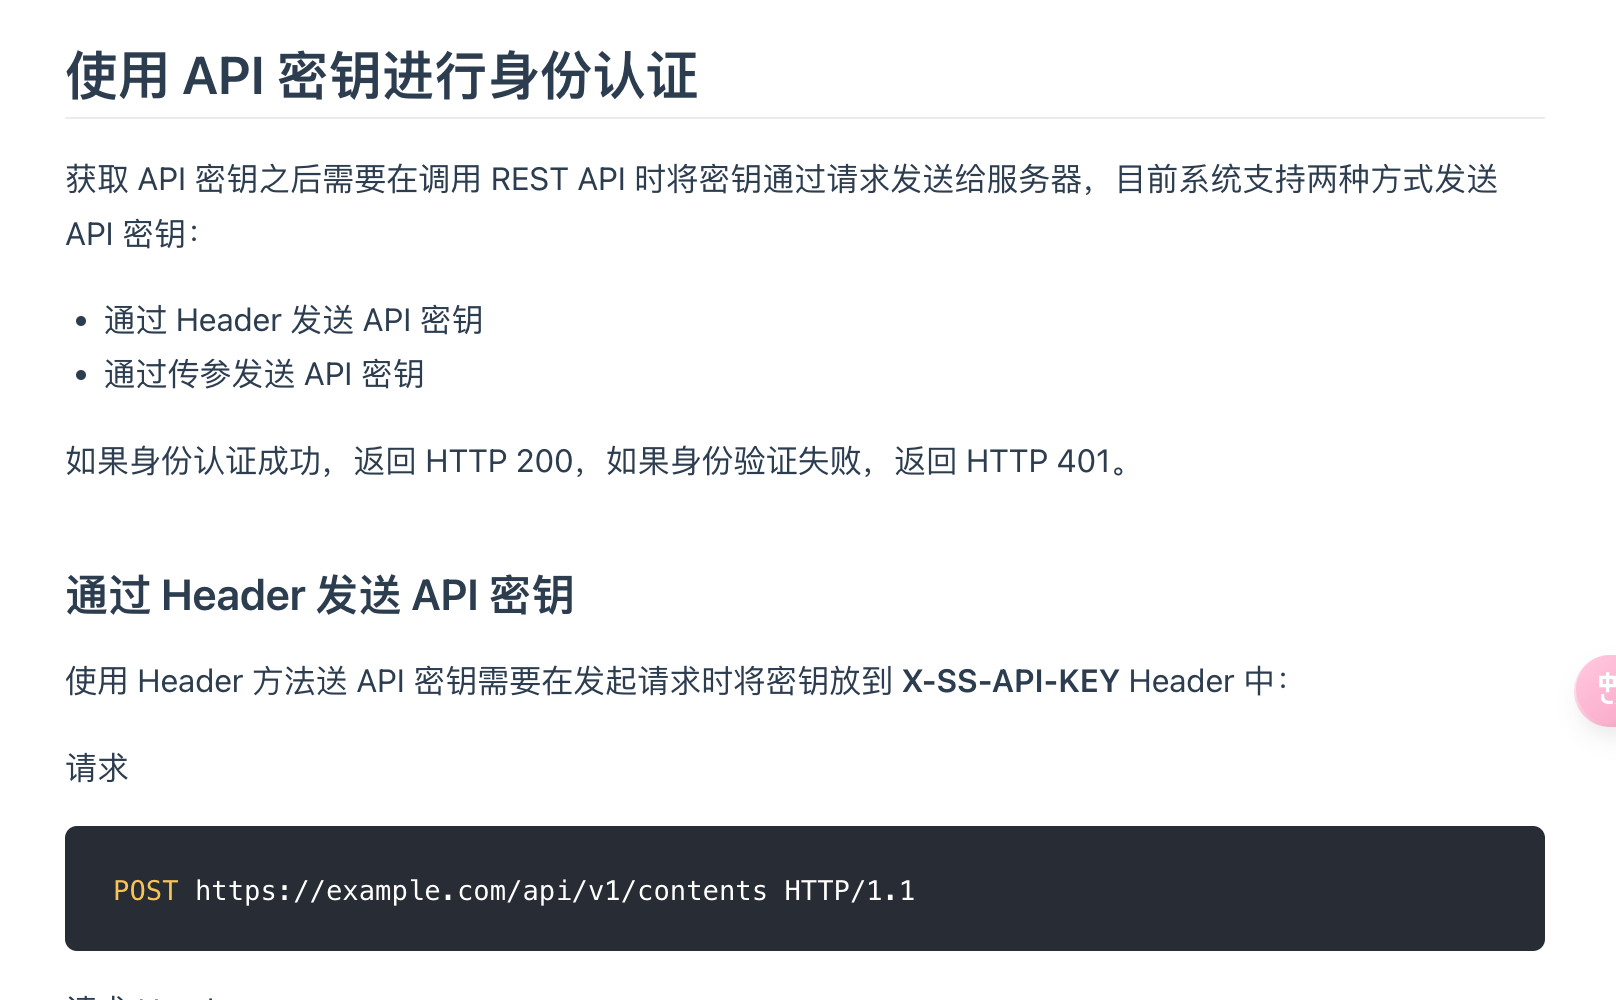 使用 API 密钥进行身份认证
获取 API 密钥之后需要在调用 REST API 时将密钥通过请求发送给服务器，目前系统支持两种方式发送
API 密钥：
• 通过 Header 发送 API 密钥
• 通过传参发送 API 密钥
如果身份认证成功，返回 HTTP 200，如果身份验证失败，返回 HTTP 401。
通过 Header 发送 API 密钥
使用 Header 方法送 API 密钥需要在发起请求时将密钥放到 X-SS-API-KEY Header 中：
请求
POST https://example.com/api/v1/contents HTTP/1.1